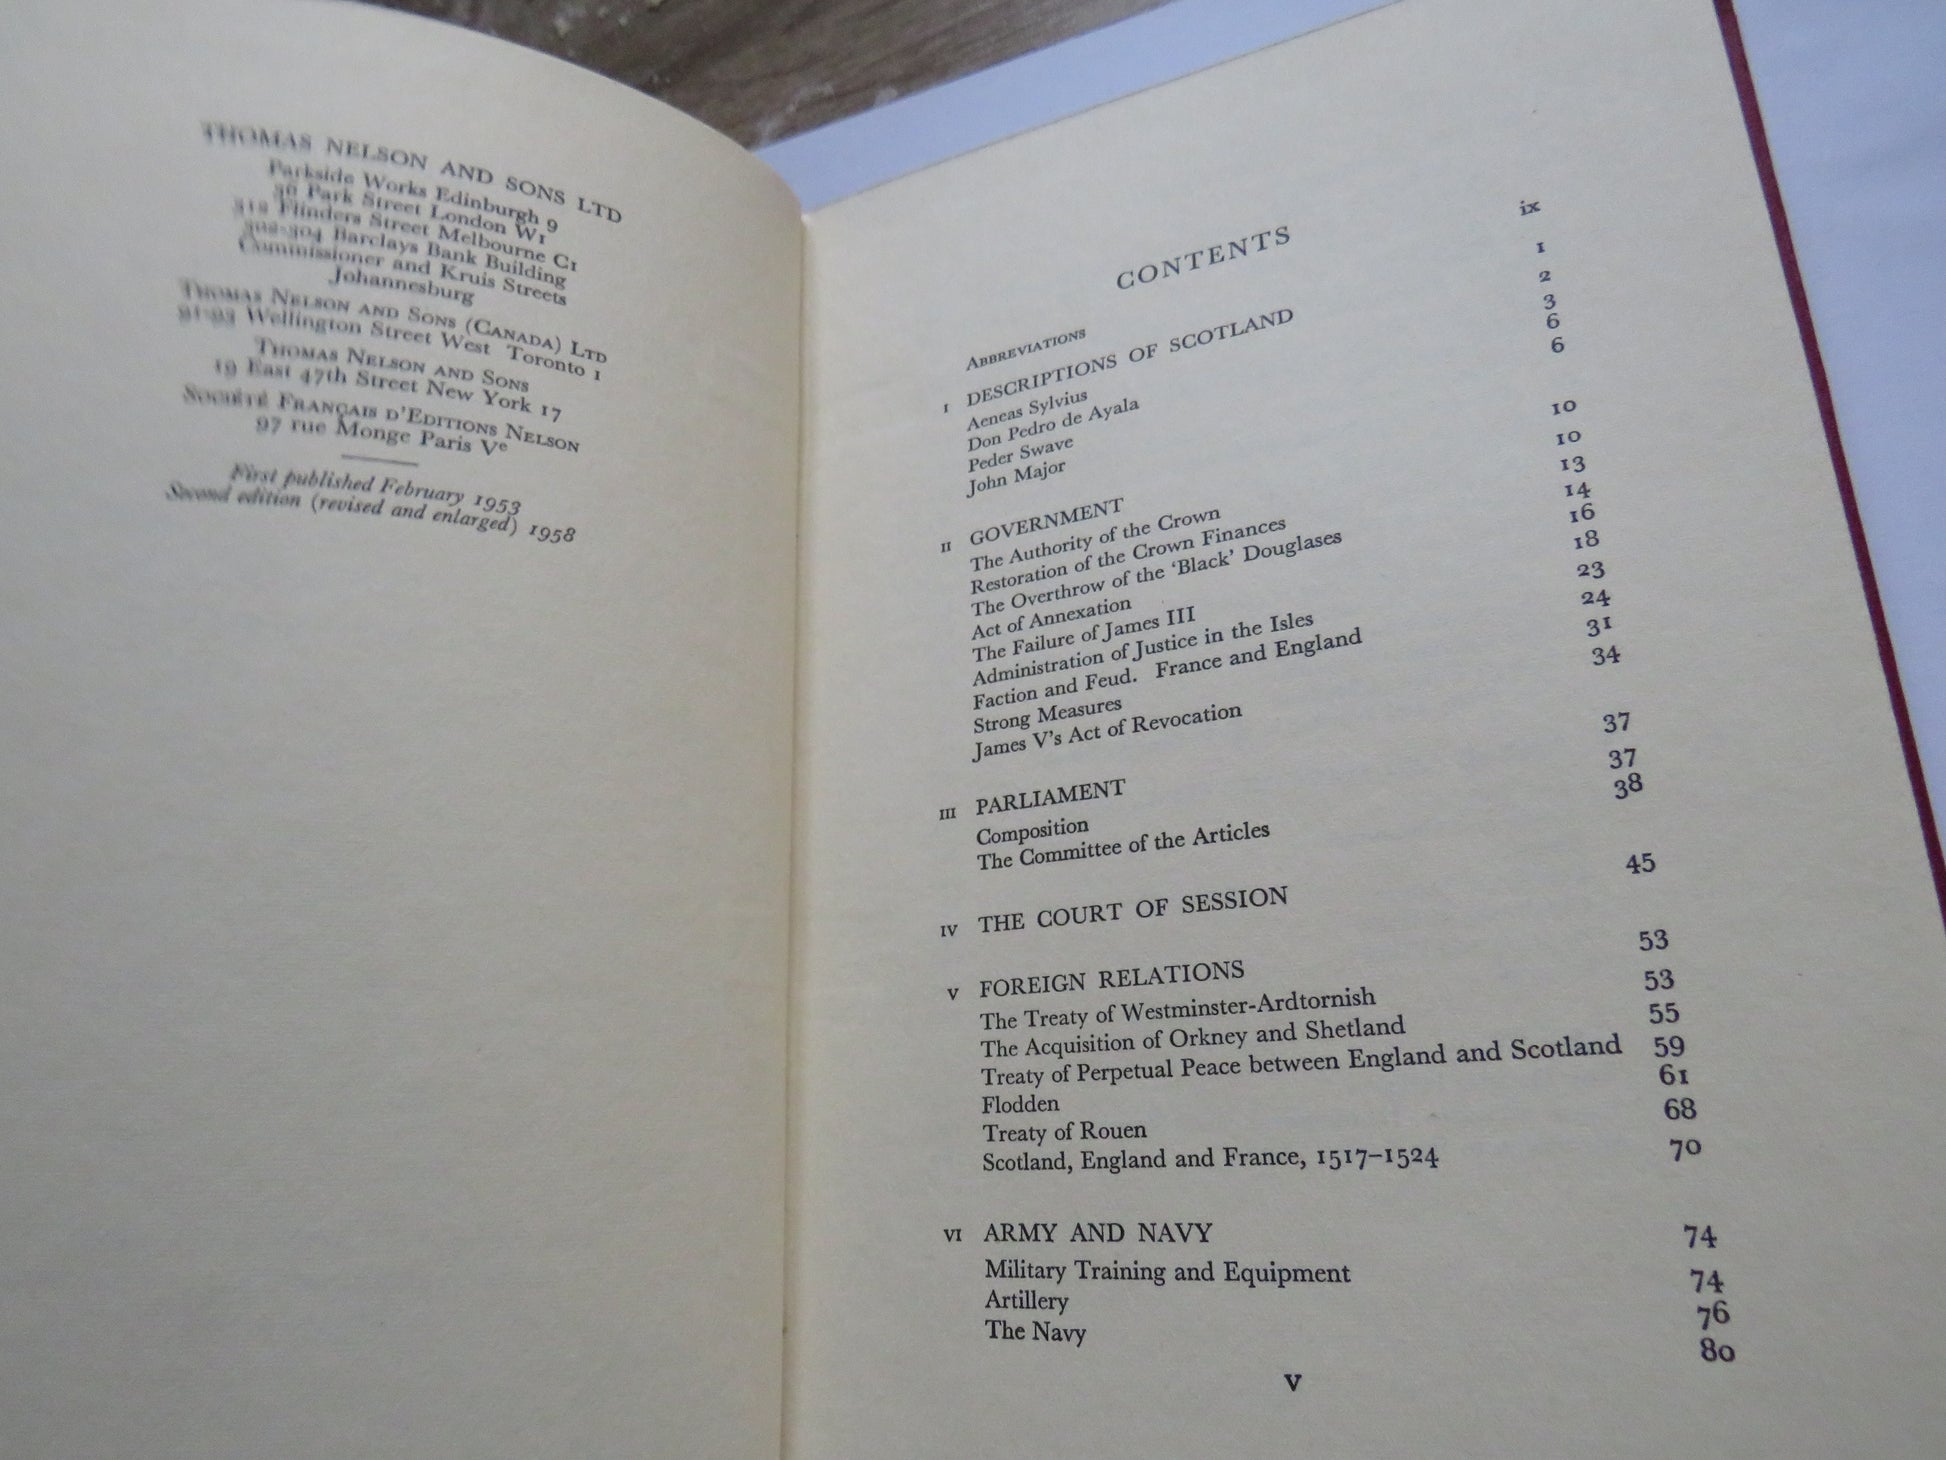 THOMAS NELSON AND SONS LTD
Parkside Works Edinburgh 9
36 Park Street London W1
312 Flinders Street Melbourne C1
302-304 Barclays Bank Building
Commissioner and Kruis Streets
Johannesburg
THOMAS NELSON AND SONS (CANADA) LTD
91-93 Wellington Street West Toronto 1
THOMAS NELSON AND SONS
19 East 47th Street New York 17
SOCIÉTÉ FRANÇAIS D'EDITIONS NELSON
97 rue Monge Paris Ve
First published February 1953
Second edition (revised and enlarged) 1958
CONTENTS
ABBREVIATIONS ix
I DESCRIPTIONS OF SCOTLAND 1
Aeneas Sylvius 2
Don Pedro de Ayala 3
Peder Swave 6
John Major 6
II GOVERNMENT 10
The Authority of the Crown 10
Restoration of the Crown Finances 13
The Overthrow of the 'Black' Douglases 14
Act of Annexation 16
The Failure of James III 18
Administration of Justice in the Isles 23
Faction and Feud. France and England 24
Strong Measures 31
James V's Act of Revocation 34
III PARLIAMENT 37
Composition 37
The Committee of the Articles 38
IV THE COURT OF SESSION 45
V FOREIGN RELATIONS 53
The Treaty of Westminster-Ardtornish 53
The Acquisition of Orkney and Shetland 55
Treaty of Perpetual Peace between England and Scotland 59
Flodden 61
Treaty of Rouen 68
Scotland, England and France, 1517–1524 70
VI ARMY AND NAVY 74
Military Training and Equipment 74
Artillery 76
The Navy 80
v